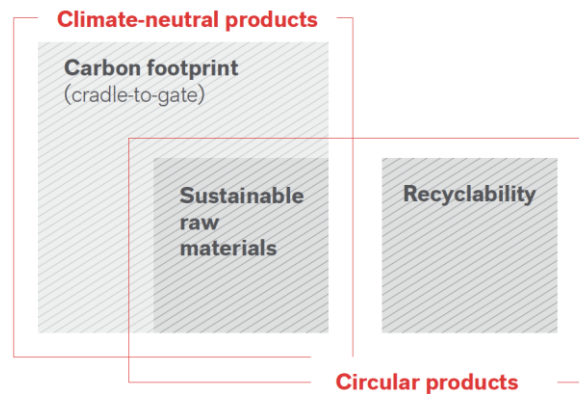 Climate-neutral products
Carbon footprint
(cradle-to-gate)
Sustainable
raw
materials
Recyclability
Circular products